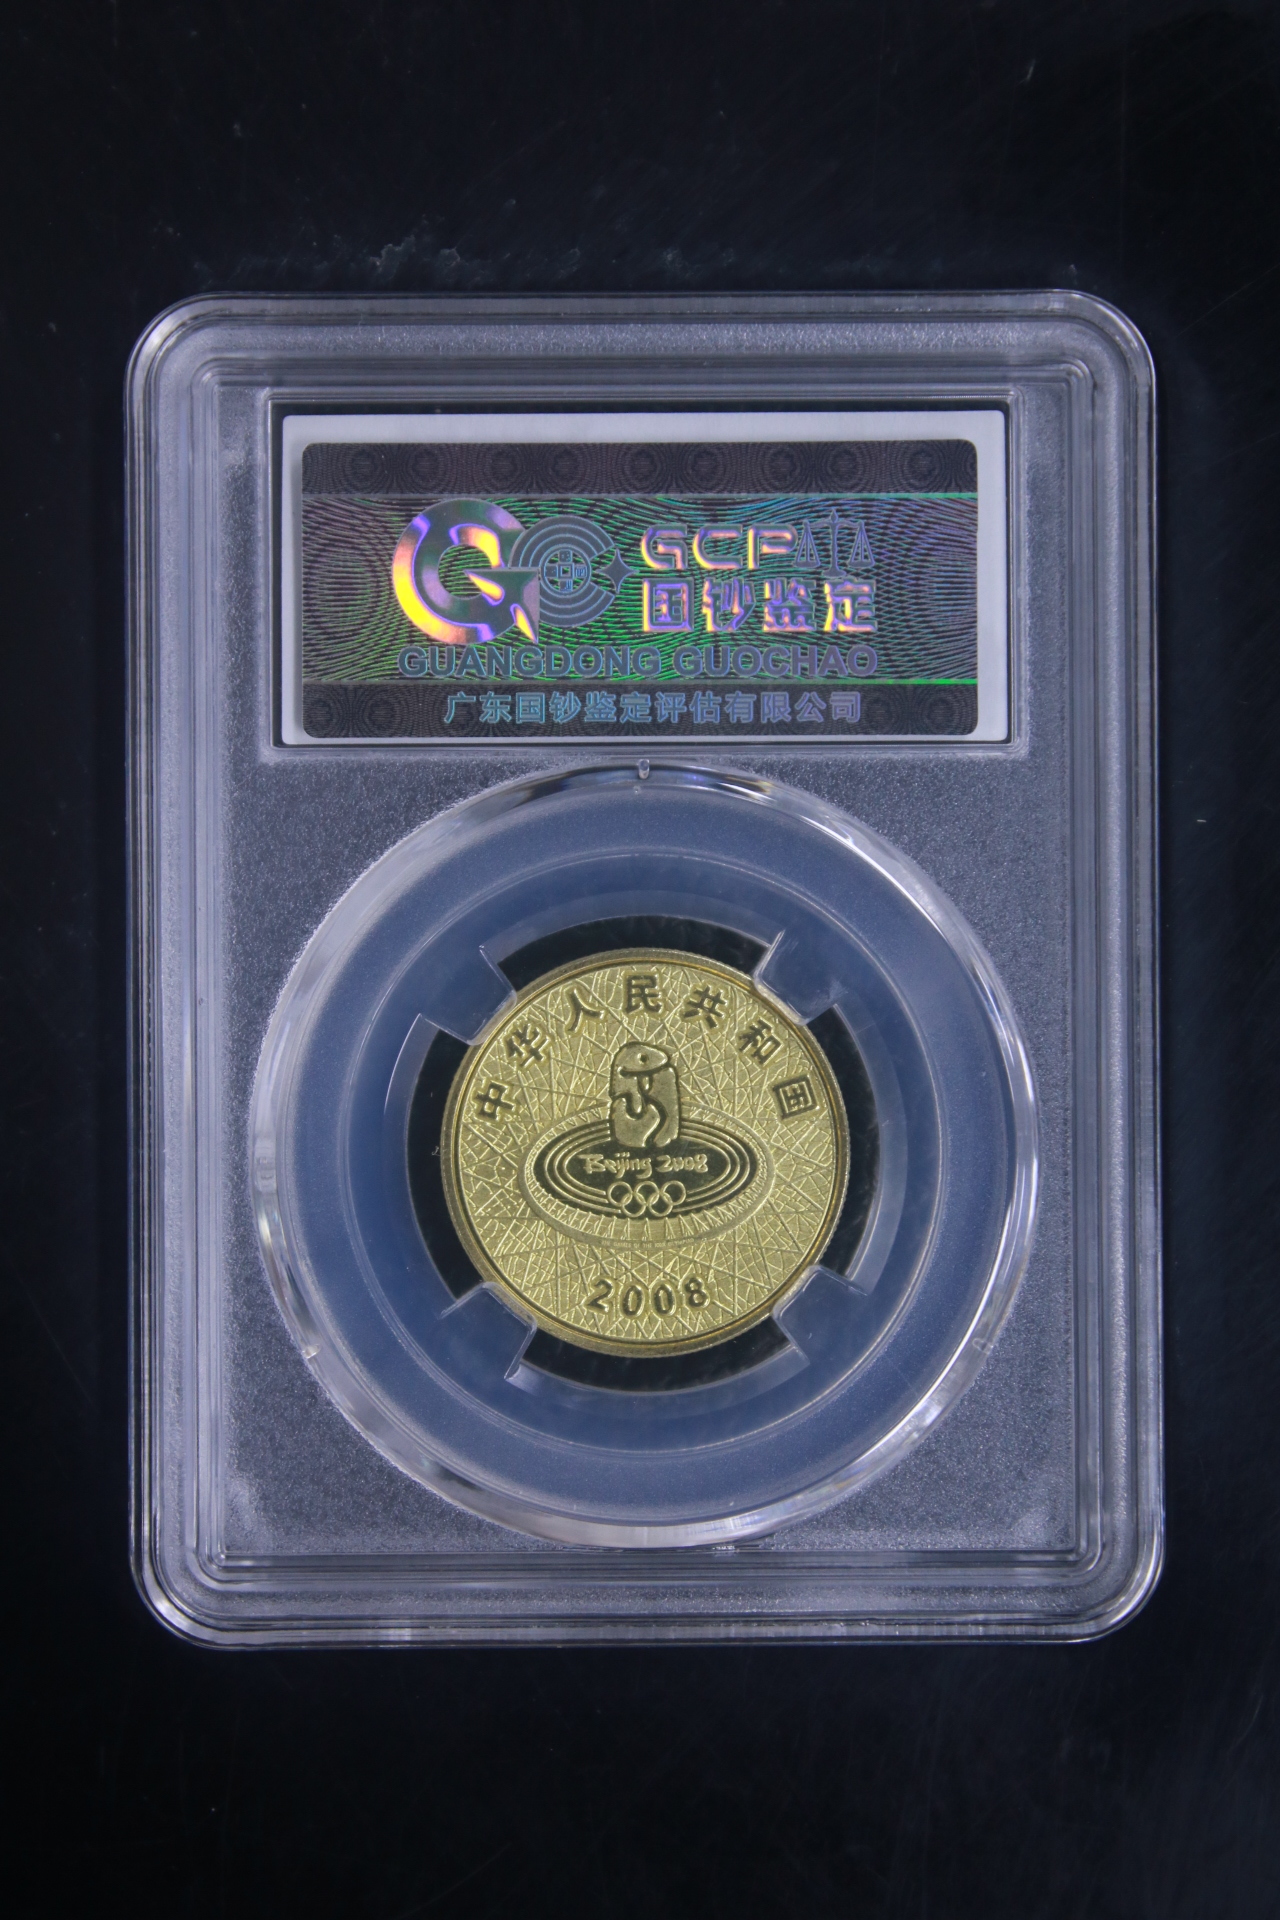 GCP
国钞鉴定
GUANGDONG GUOCHAO
广东国钞鉴定评估有限公司
中华人民共和国
Beijing 2008
2008